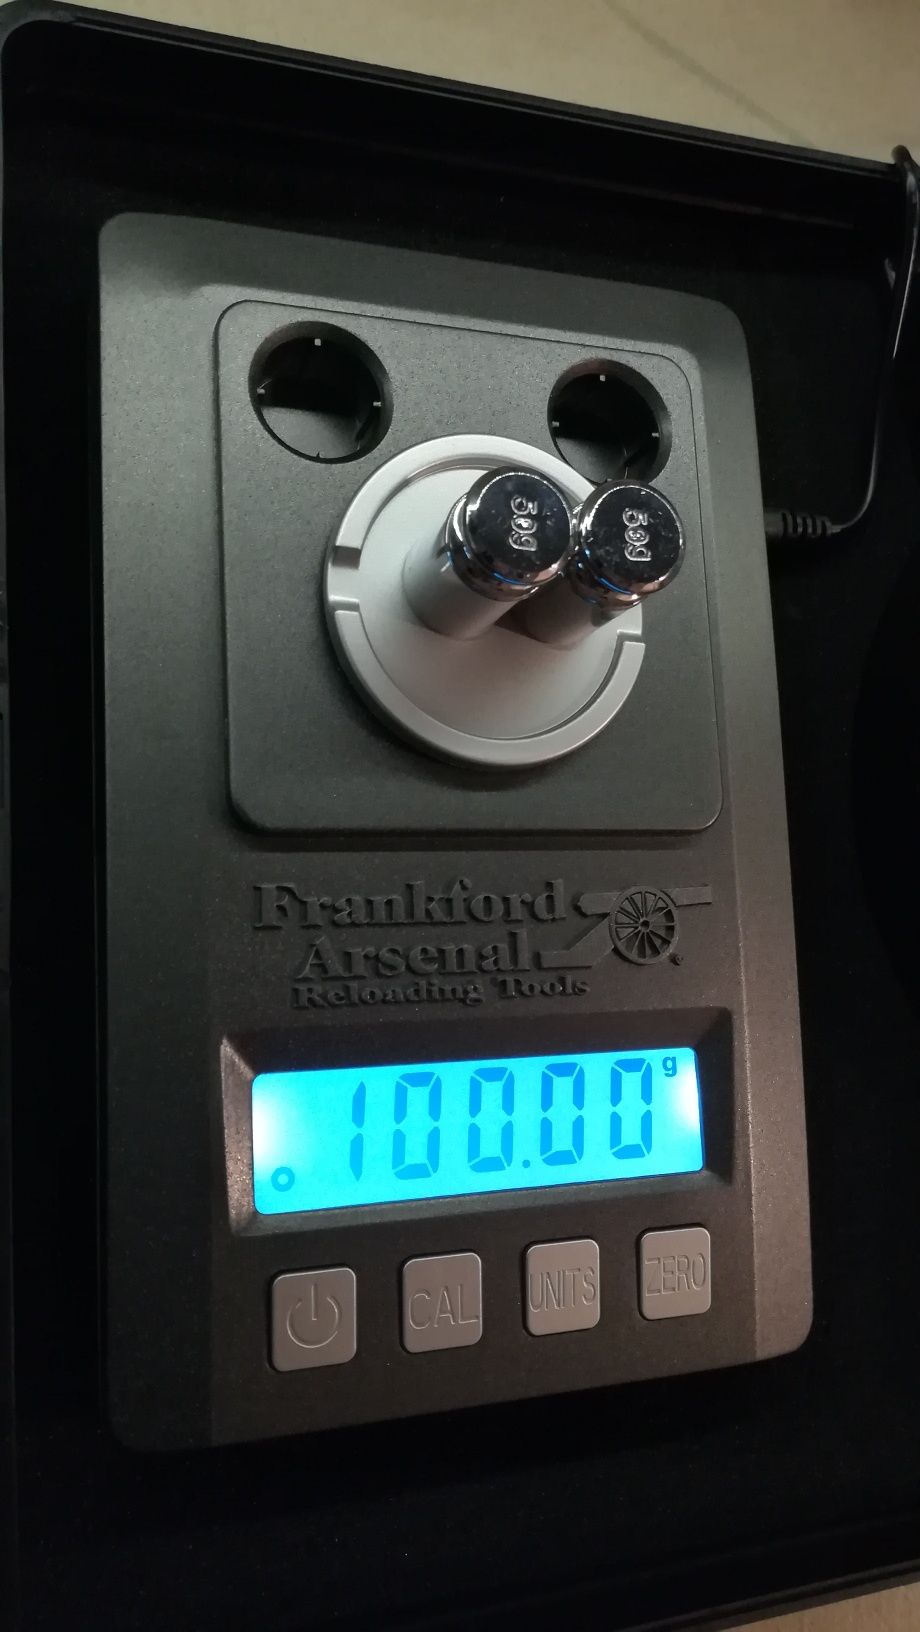 50g 50g
Frankford
Arsenal
Reloading Tools
100.00 g
CAL UNITS ZERO